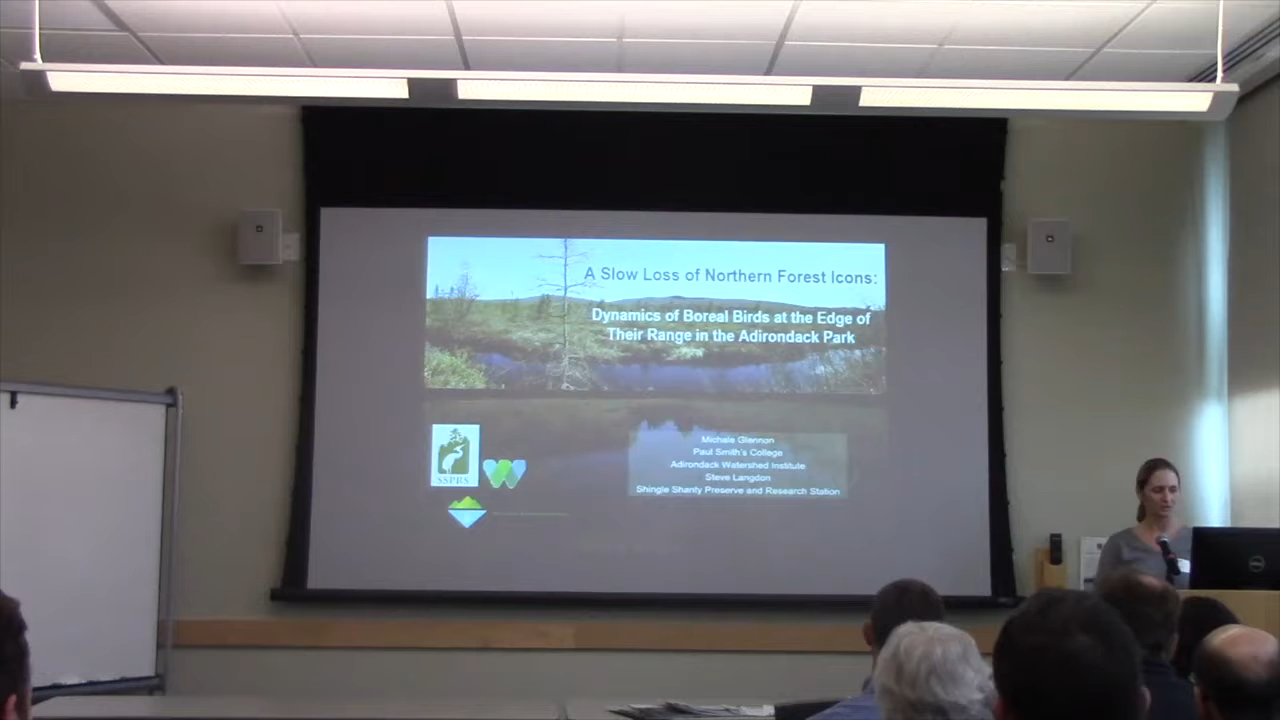 A Slow Loss of Northern Forest Icons:
Dynamics of Boreal Birds at the Edge of
Their Range in the Adirondack Park
SSPRS
Michale Glennon
Paul Smith's College
Adirondack Watershed Institute
Steve Langdon
Shingle Shanty Preserve and Research Station
DELL